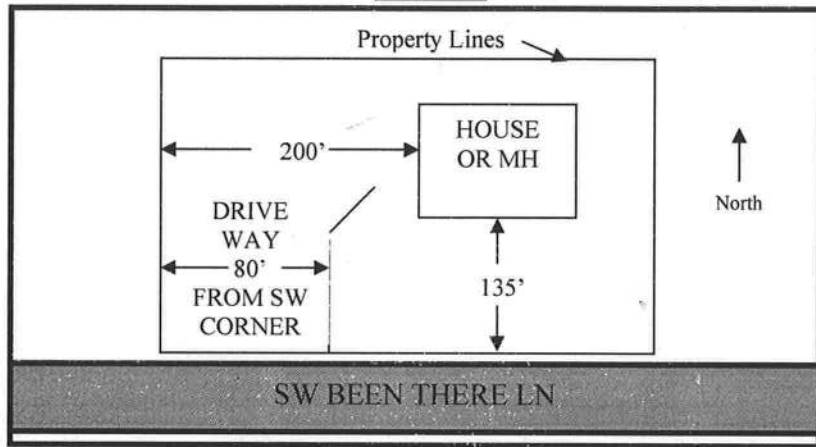 Property Lines
HOUSE
OR MH
200'
North
DRIVE
WAY
80'
FROM SW
CORNER
135'
SW BEEN THERE LN